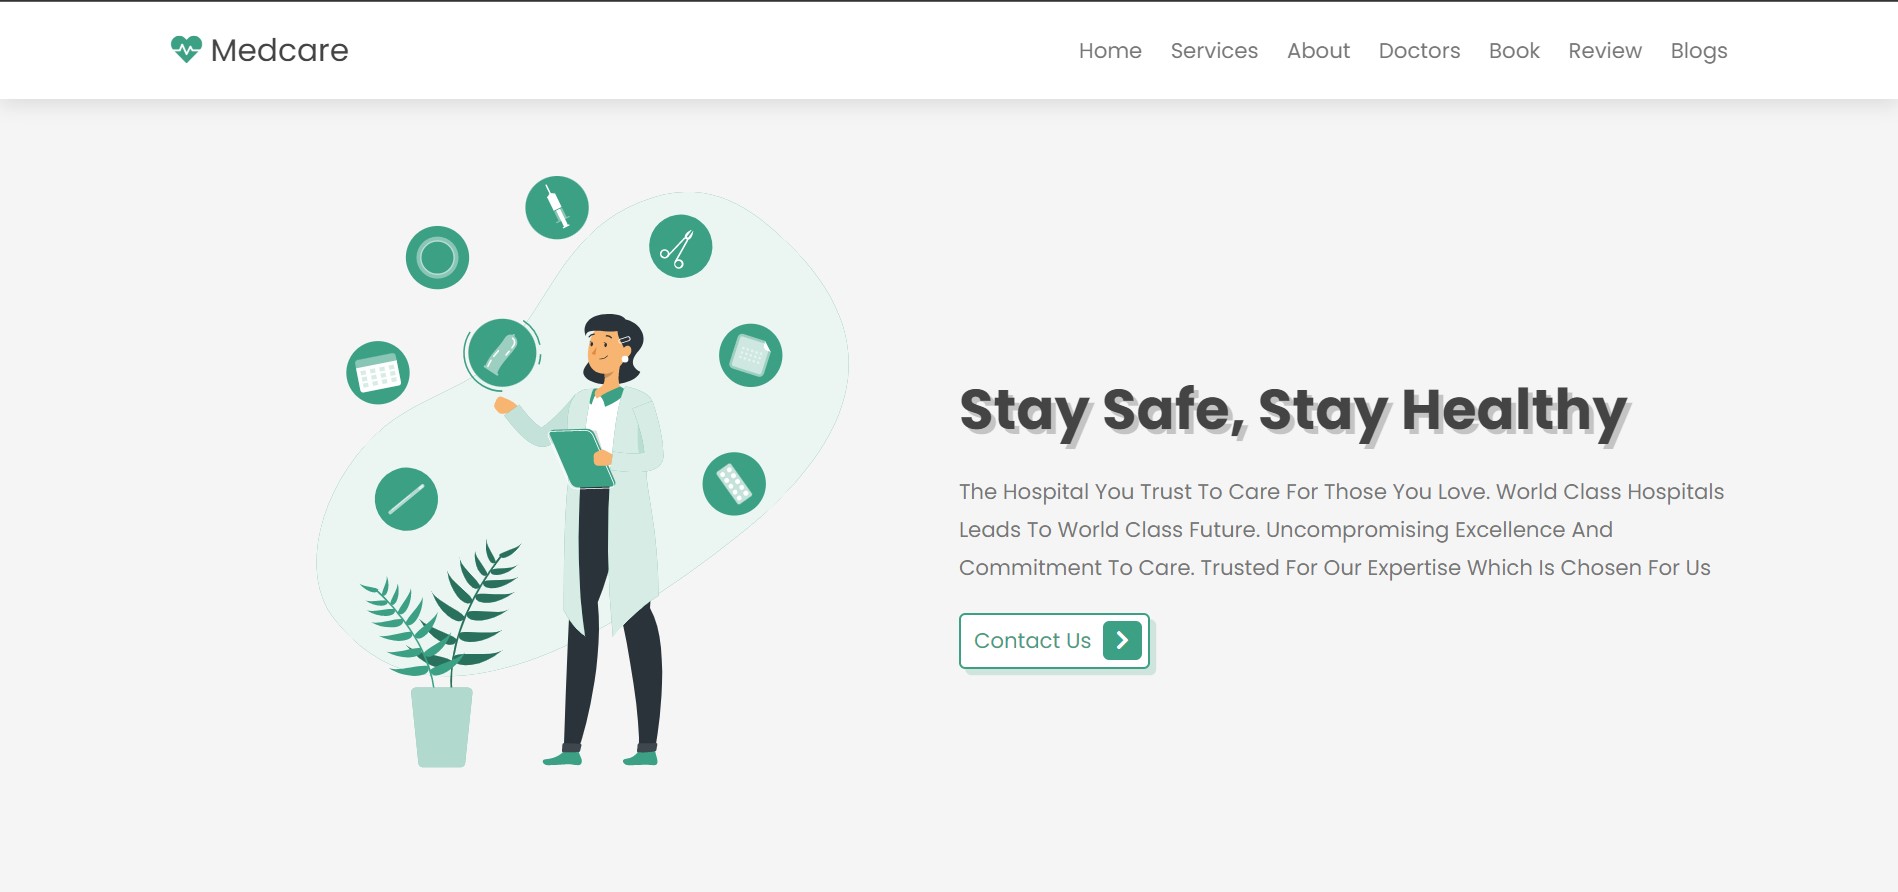 Medcare
Home Services About Doctors Book Review Blogs
Stay Safe, Stay Healthy
The Hospital You Trust To Care For Those You Love. World Class Hospitals
Leads To World Class Future. Uncompromising Excellence And
Commitment To Care. Trusted For Our Expertise Which Is Chosen For Us
Contact Us